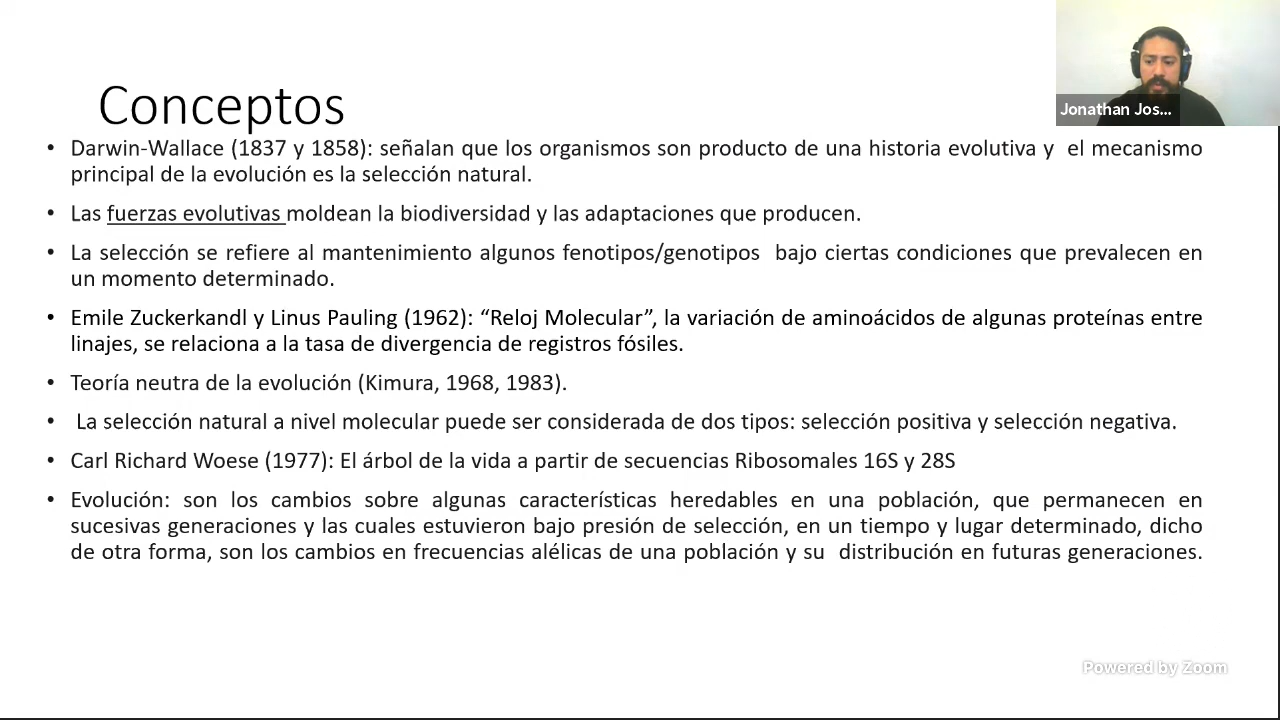 Conceptos
Jonathan Jos...
• Darwin-Wallace (1837 y 1858): señalan que los organismos son producto de una historia evolutiva y el mecanismo
principal de la evolución es la selección natural.
• Las fuerzas evolutivas moldean la biodiversidad y las adaptaciones que producen.
• La selección se refiere al mantenimiento algunos fenotipos/genotipos bajo ciertas condiciones que prevalecen en
un momento determinado.
• Emile Zuckerkandl y Linus Pauling (1962): “Reloj Molecular”, la variación de aminoácidos de algunas proteínas entre
linajes, se relaciona a la tasa de divergencia de registros fósiles.
• Teoría neutra de la evolución (Kimura, 1968, 1983).
• La selección natural a nivel molecular puede ser considerada de dos tipos: selección positiva y selección negativa.
• Carl Richard Woese (1977): El árbol de la vida a partir de secuencias Ribosomales 16S y 28S
• Evolución: son los cambios sobre algunas características heredables en una población, que permanecen en
sucesivas generaciones y las cuales estuvieron bajo presión de selección, en un tiempo y lugar determinado, dicho
de otra forma, son los cambios en frecuencias alélicas de una población y su distribución en futuras generaciones.
Powered by Zoom